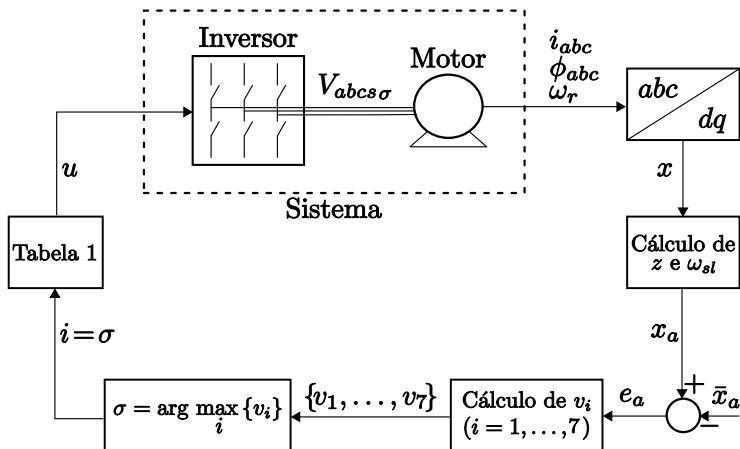 Inversor
Motor
V_{abcs σ}
i_{abc}
ϕ_{abc}
ω_r
abc
dq
u
Sistema
x
Tabela 1
Cálculo de
z e ω_{sl}
i = σ
x_a
+
{v_1, . . . , v_7}
x̄_a
σ = arg max {v_i}
i
Cálculo de v_i
(i = 1, . . . , 7)
e_a
−